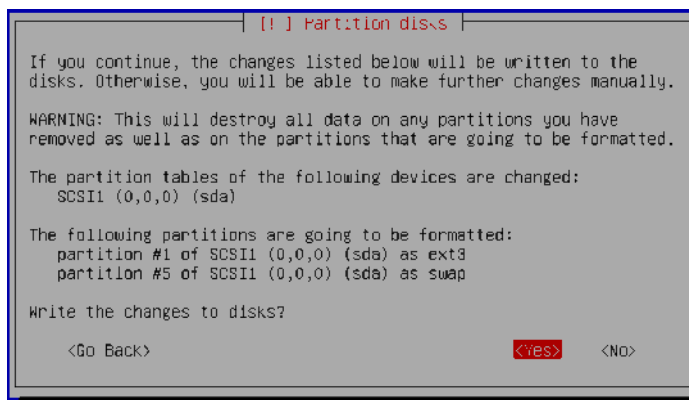 [!] Partition disks
If you continue, the changes listed below will be written to the
disks. Otherwise, you will be able to make further changes manually.
WARNING: This will destroy all data on any partitions you have
removed as well as on the partitions that are going to be formatted.
The partition tables of the following devices are changed:
SCSI1 (0,0,0) (sda)
The following partitions are going to be formatted:
partition #1 of SCSI1 (0,0,0) (sda) as ext3
partition #5 of SCSI1 (0,0,0) (sda) as swap
Write the changes to disks?
<Go Back> <Yes> <No>